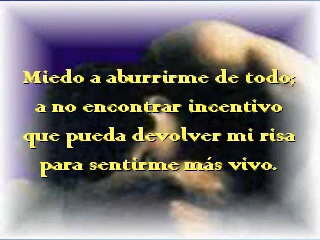 Miedo a aburrirme de todo;
a no encontrar incentivo
que pueda devolver mi risa
para sentirme más vivo.